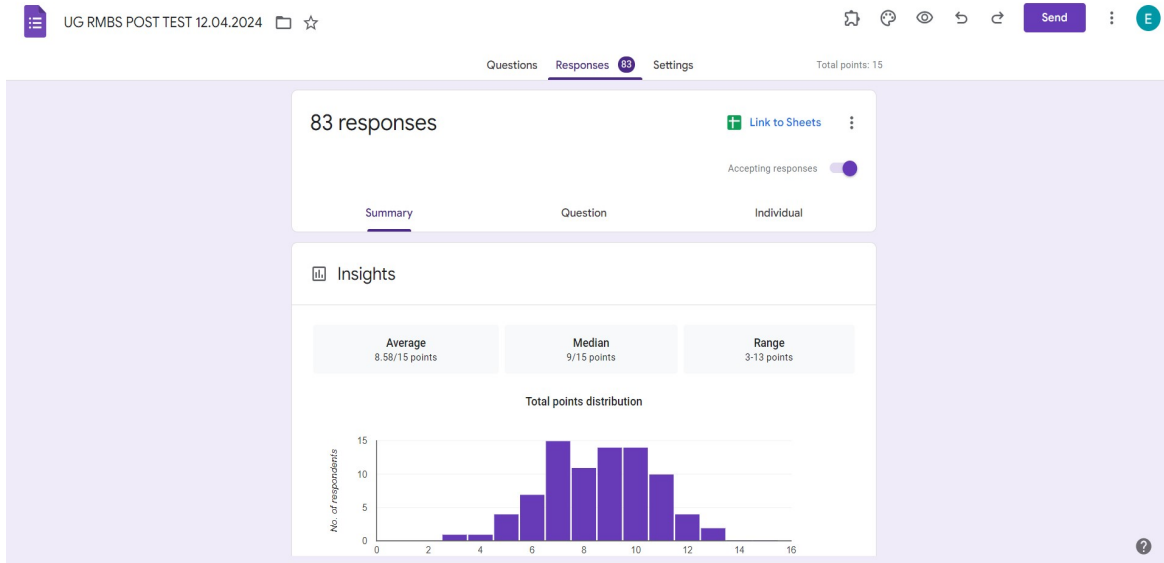 UG RMBS POST TEST 12.04.2024
Send
E
Questions Responses 83 Settings
Total points: 15
83 responses
Link to Sheets
Accepting responses
Summary Question Individual
Insights
Average Median Range
8.58/15 points 9/15 points 3-13 points
Total points distribution
No. of respondents
15
10
5
0
0 2 4 6 8 10 12 14 16